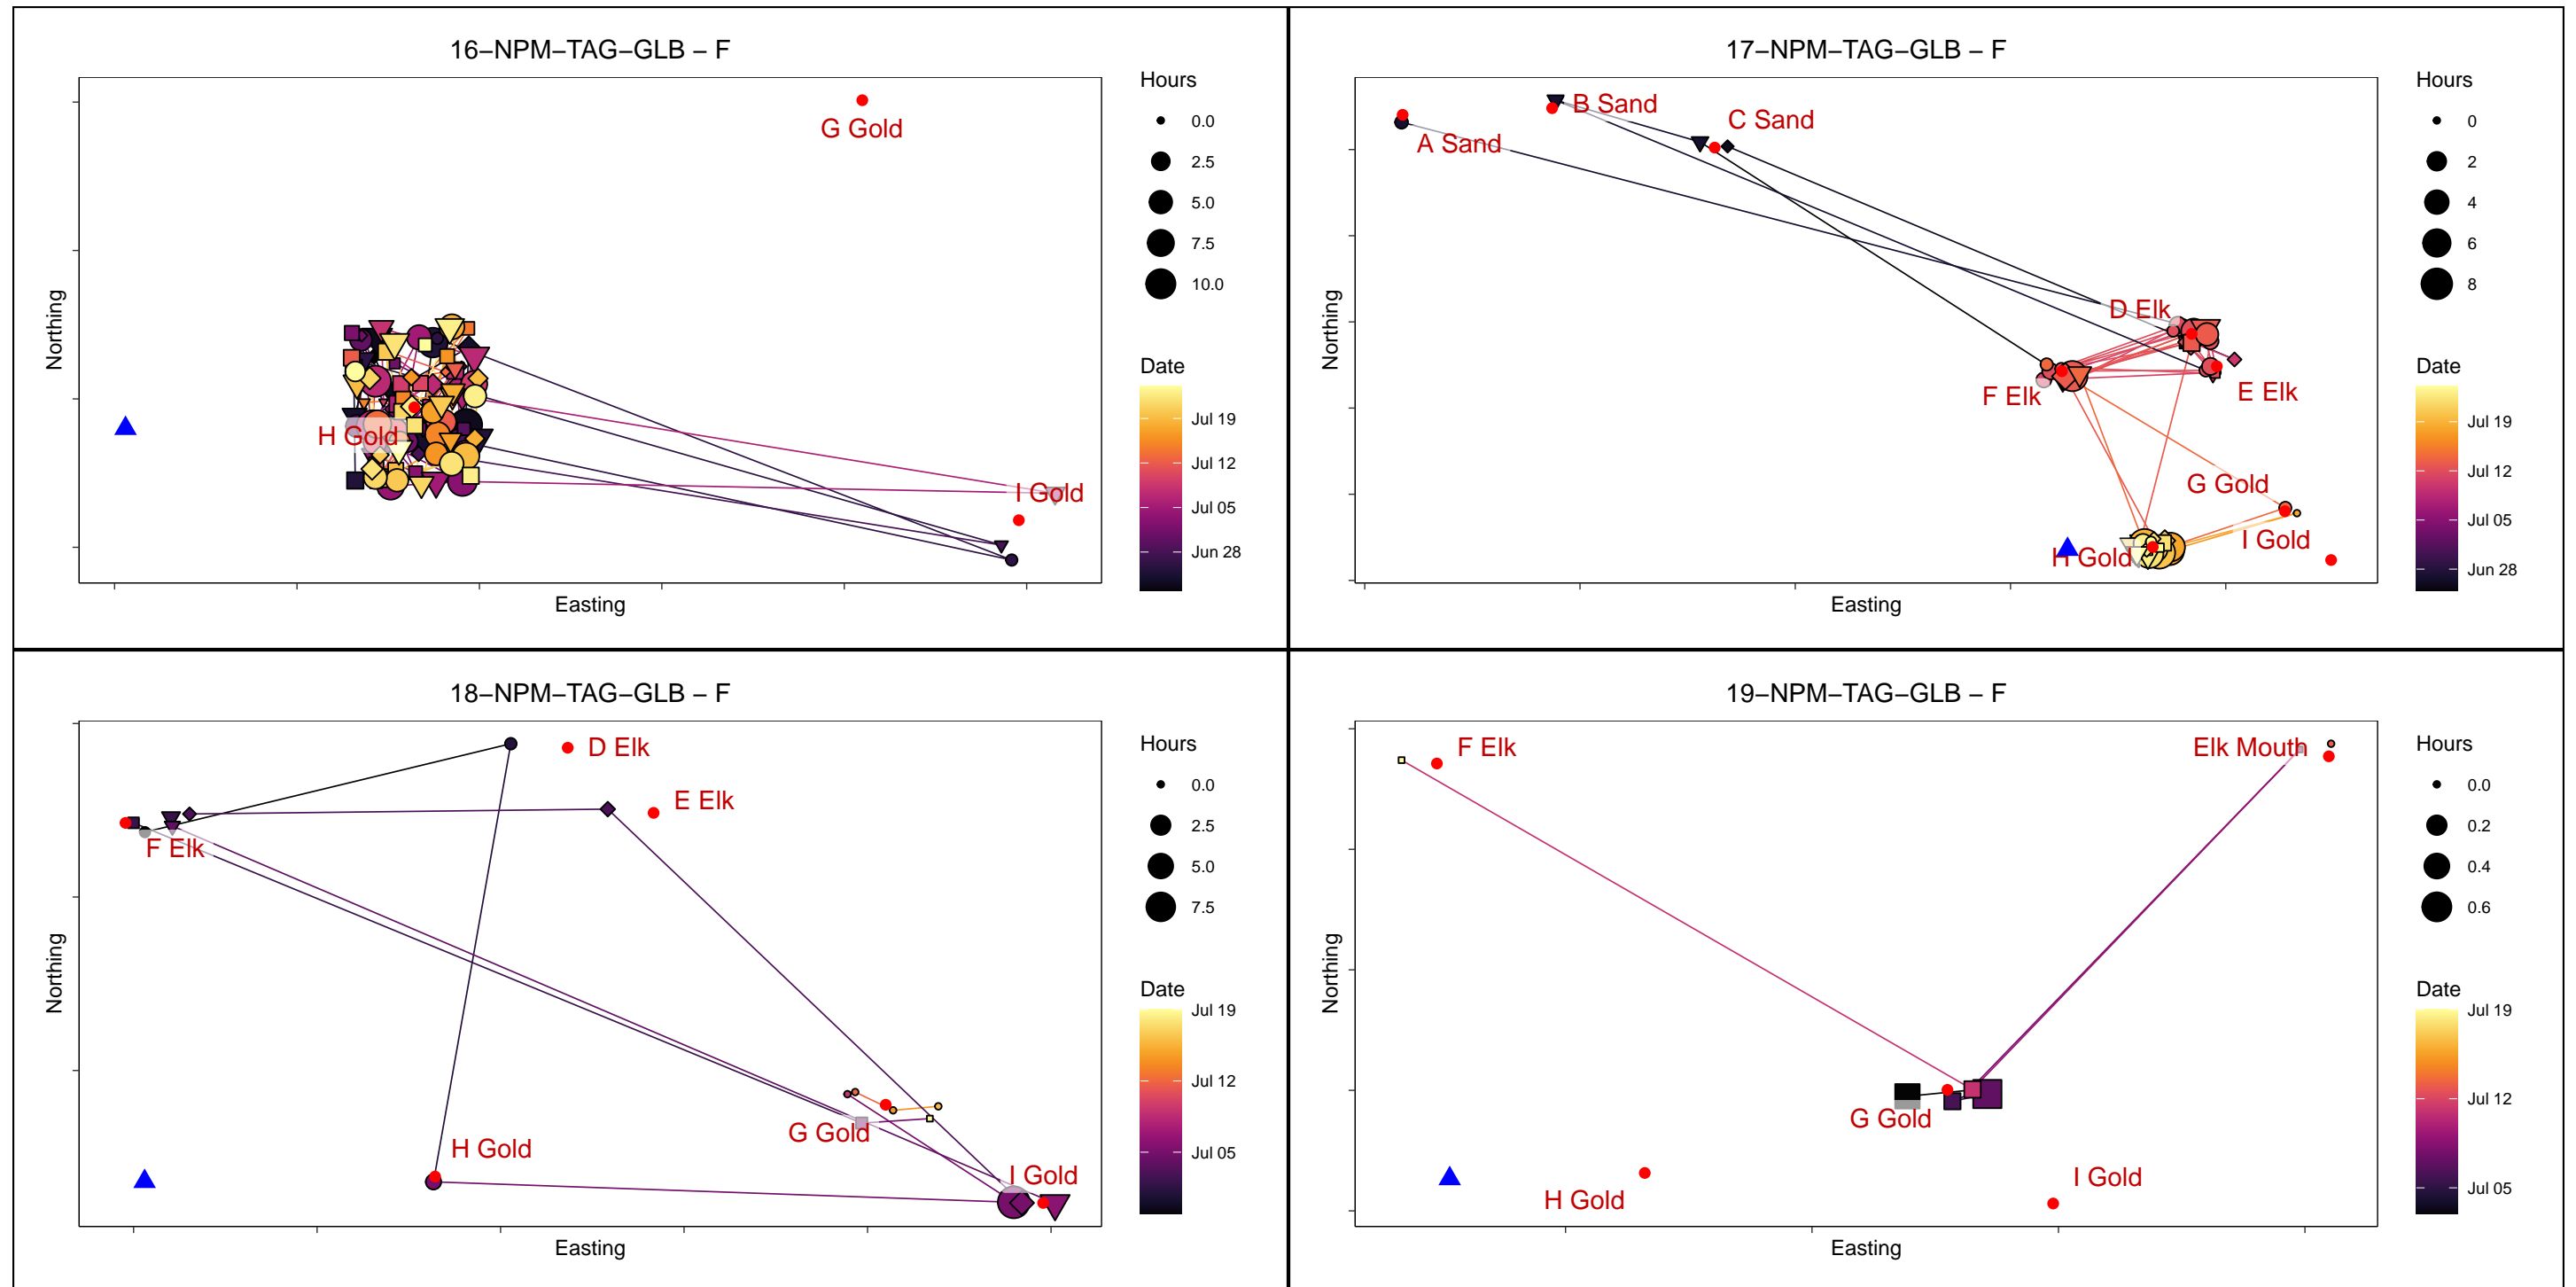 16−NPM−TAG−GLB − F
G Gold
H Gold
I Gold
Northing
Easting
Hours
0.0
2.5
5.0
7.5
10.0
Date
Jul 19
Jul 12
Jul 05
Jun 28
17−NPM−TAG−GLB − F
A Sand
B Sand
C Sand
D Elk
E Elk
F Elk
G Gold
H Gold
I Gold
Northing
Easting
Hours
0
2
4
6
8
Date
Jul 19
Jul 12
Jul 05
Jun 28
18−NPM−TAG−GLB − F
D Elk
E Elk
F Elk
G Gold
H Gold
I Gold
Northing
Easting
Hours
0.0
2.5
5.0
7.5
Date
Jul 19
Jul 12
Jul 05
19−NPM−TAG−GLB − F
F Elk
Elk Mouth
G Gold
H Gold
I Gold
Northing
Easting
Hours
0.0
0.2
0.4
0.6
Date
Jul 19
Jul 12
Jul 05